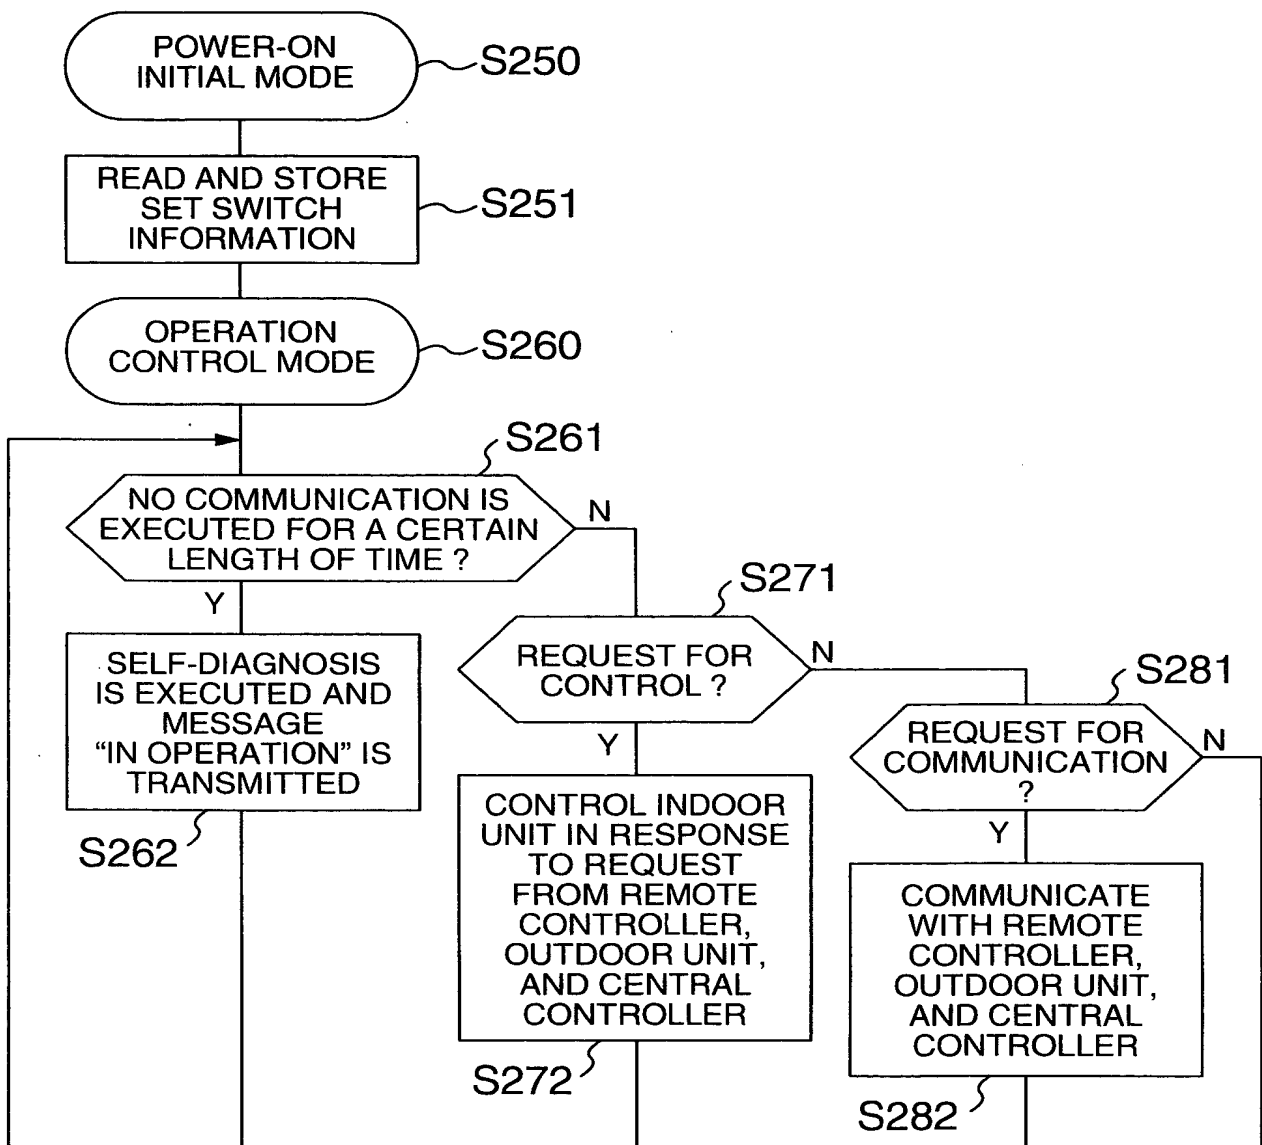 POWER-ON
INITIAL MODE
S250
READ AND STORE
SET SWITCH
INFORMATION
S251
OPERATION
CONTROL MODE
S260
S261
NO COMMUNICATION IS
EXECUTED FOR A CERTAIN
LENGTH OF TIME ?
N
Y
SELF-DIAGNOSIS
IS EXECUTED AND
MESSAGE
“IN OPERATION” IS
TRANSMITTED
S262
S271
REQUEST FOR
CONTROL ?
N
Y
CONTROL INDOOR
UNIT IN RESPONSE
TO REQUEST
FROM REMOTE
CONTROLLER,
OUTDOOR UNIT,
AND CENTRAL
CONTROLLER
S272
S281
REQUEST FOR
COMMUNICATION
?
N
Y
COMMUNICATE
WITH REMOTE
CONTROLLER,
OUTDOOR UNIT,
AND CENTRAL
CONTROLLER
S282